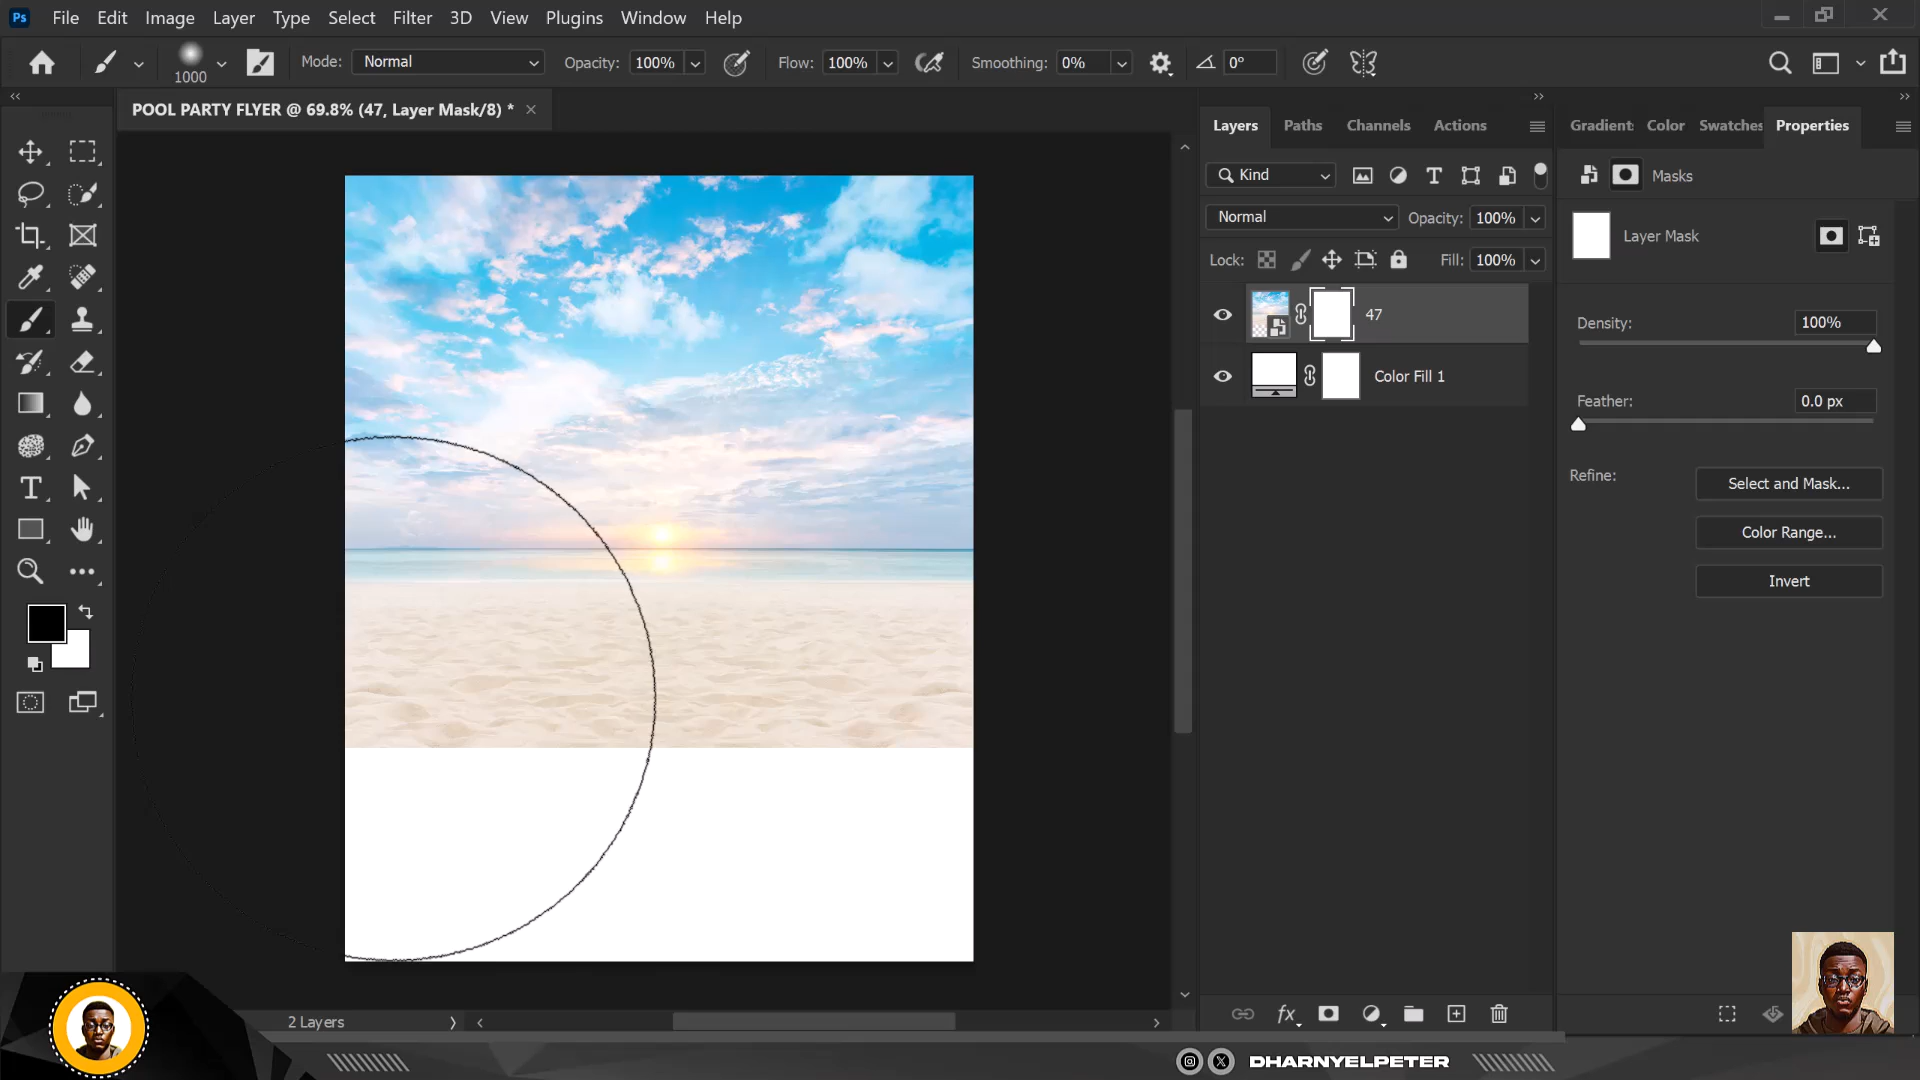 Ps File Edit Image Layer Type Select Filter 3D View Plugins Window Help
1000 Mode: Normal Opacity: 100% Flow: 100% Smoothing: 0% 0°
POOL PARTY FLYER @ 69.8% (47, Layer Mask/8) *
Layers Paths Channels Actions
Gradient Color Swatches Properties
Kind
Masks
Normal Opacity: 100%
Layer Mask
Lock: Fill: 100%
47
Density: 100%
Color Fill 1
Feather: 0.0 px
Refine: Select and Mask...
Color Range...
Invert
2 Layers
DHARNYELPETER